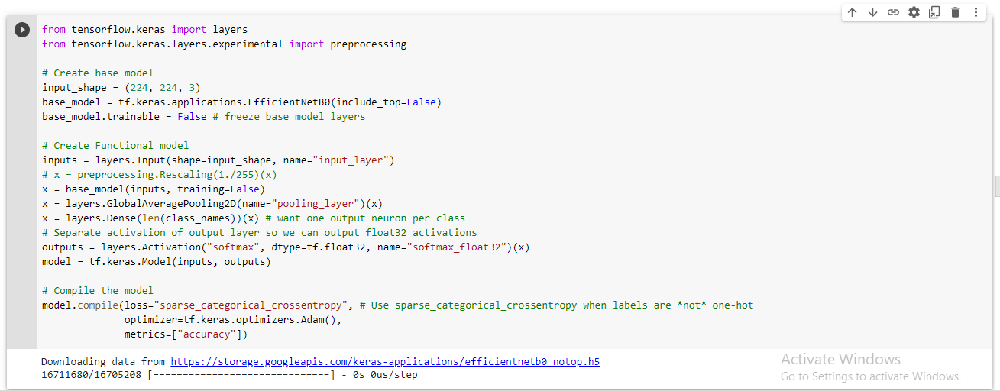 from tensorflow.keras import layers
from tensorflow.keras.layers.experimental import preprocessing
# Create base model
input_shape = (224, 224, 3)
base_model = tf.keras.applications.EfficientNetB0(include_top=False)
base_model.trainable = False # freeze base model layers
# Create Functional model
inputs = layers.Input(shape=input_shape, name="input_layer")
# x = preprocessing.Rescaling(1./255)(x)
x = base_model(inputs, training=False)
x = layers.GlobalAveragePooling2D(name="pooling_layer")(x)
x = layers.Dense(len(class_names))(x) # want one output neuron per class
# Separate activation of output layer so we can output float32 activations
outputs = layers.Activation("softmax", dtype=tf.float32, name="softmax_float32")(x)
model = tf.keras.Model(inputs, outputs)
# Compile the model
model.compile(loss="sparse_categorical_crossentropy", # Use sparse_categorical_crossentropy when labels are *not* one-hot
              optimizer=tf.keras.optimizers.Adam(),
              metrics=["accuracy"])
Downloading data from https://storage.googleapis.com/keras-applications/efficientnetb0_notop.h5
16711680/16705208 [==============================] - 0s 0us/step
Activate Windows
Go to Settings to activate Windows.